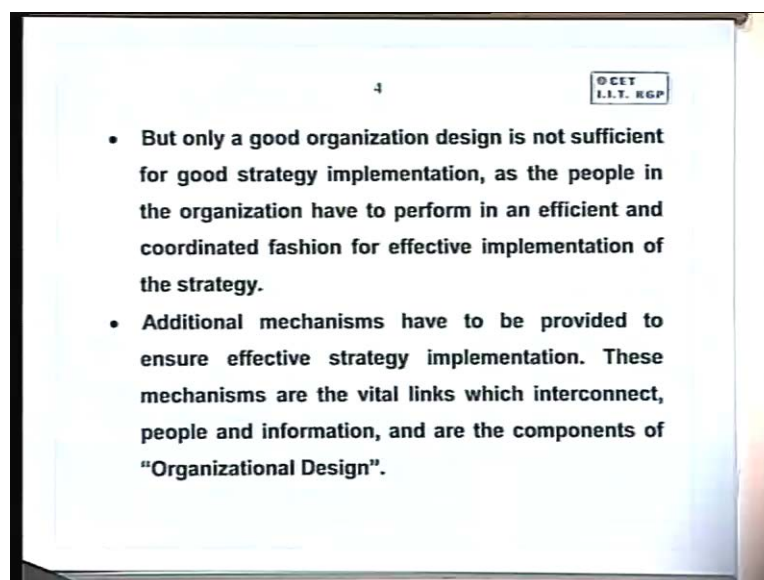 4
© CET
I.I.T. KGP
• But only a good organization design is not sufficient
for good strategy implementation, as the people in
the organization have to perform in an efficient and
coordinated fashion for effective implementation of
the strategy.
• Additional mechanisms have to be provided to
ensure effective strategy implementation. These
mechanisms are the vital links which interconnect,
people and information, and are the components of
“Organizational Design”.